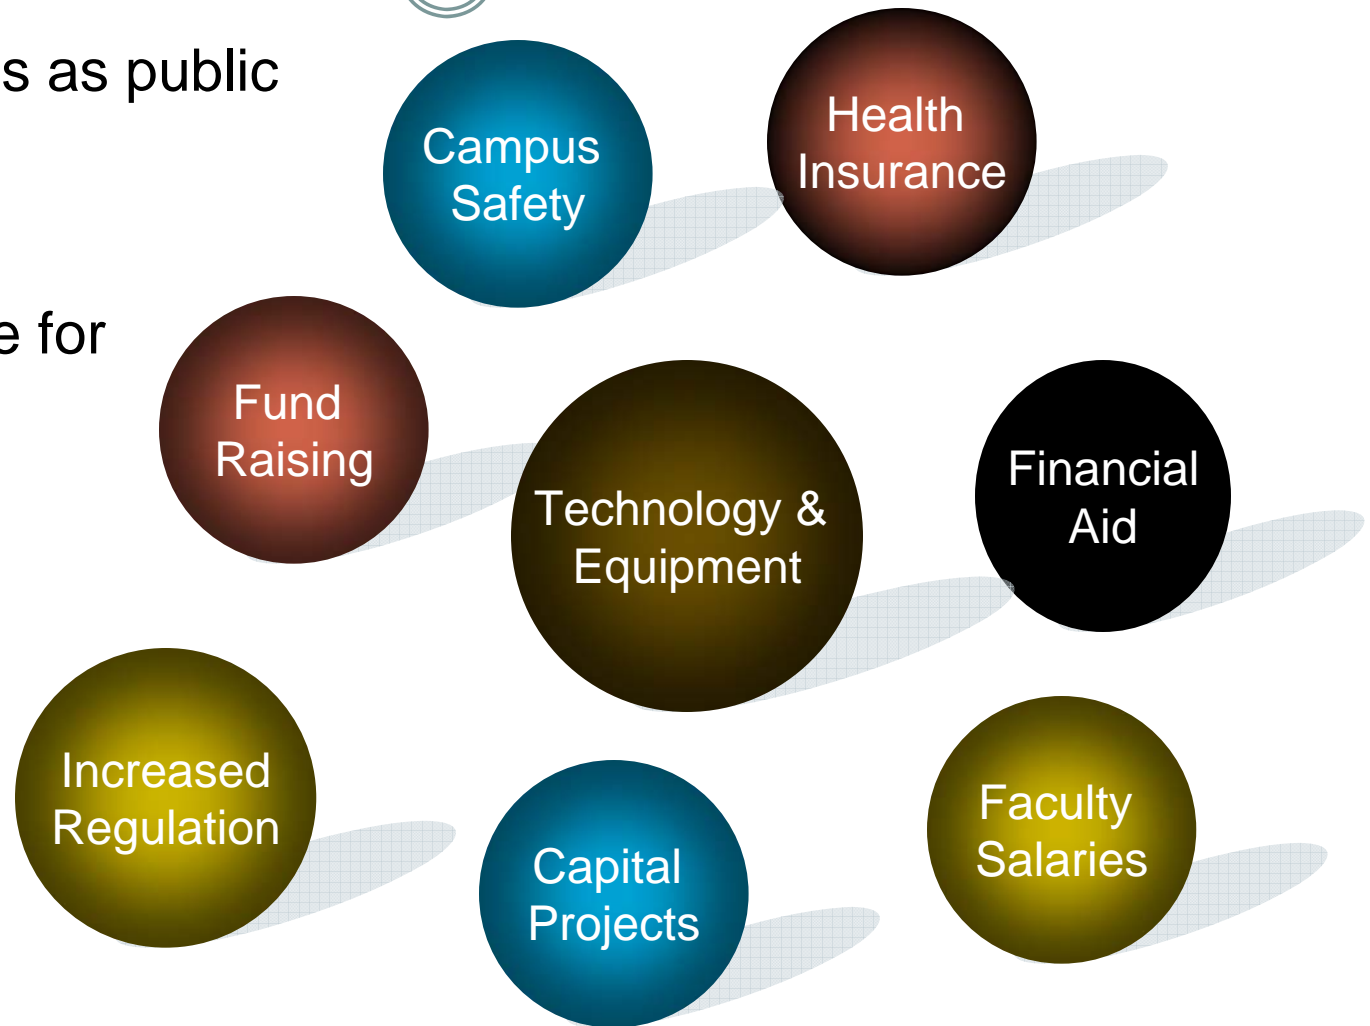 s as public
Campus
Safety
Health
Insurance
e for
Fund
Raising
Technology &
Equipment
Financial
Aid
Increased
Regulation
Capital
Projects
Faculty
Salaries